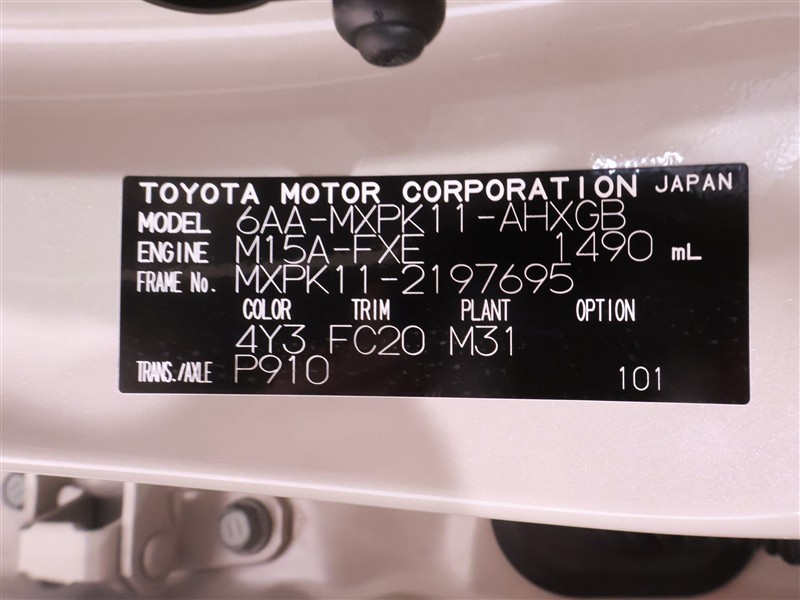 TOYOTA MOTOR CORPORATION JAPAN
MODEL 6AA-MXPK11-AHXGB
ENGINE M15A-FXE 1490 mL
FRAME No. MXPK11-2197695
COLOR TRIM PLANT OPTION
4Y3 FC20 M31
TRANS./AXLE P910 101